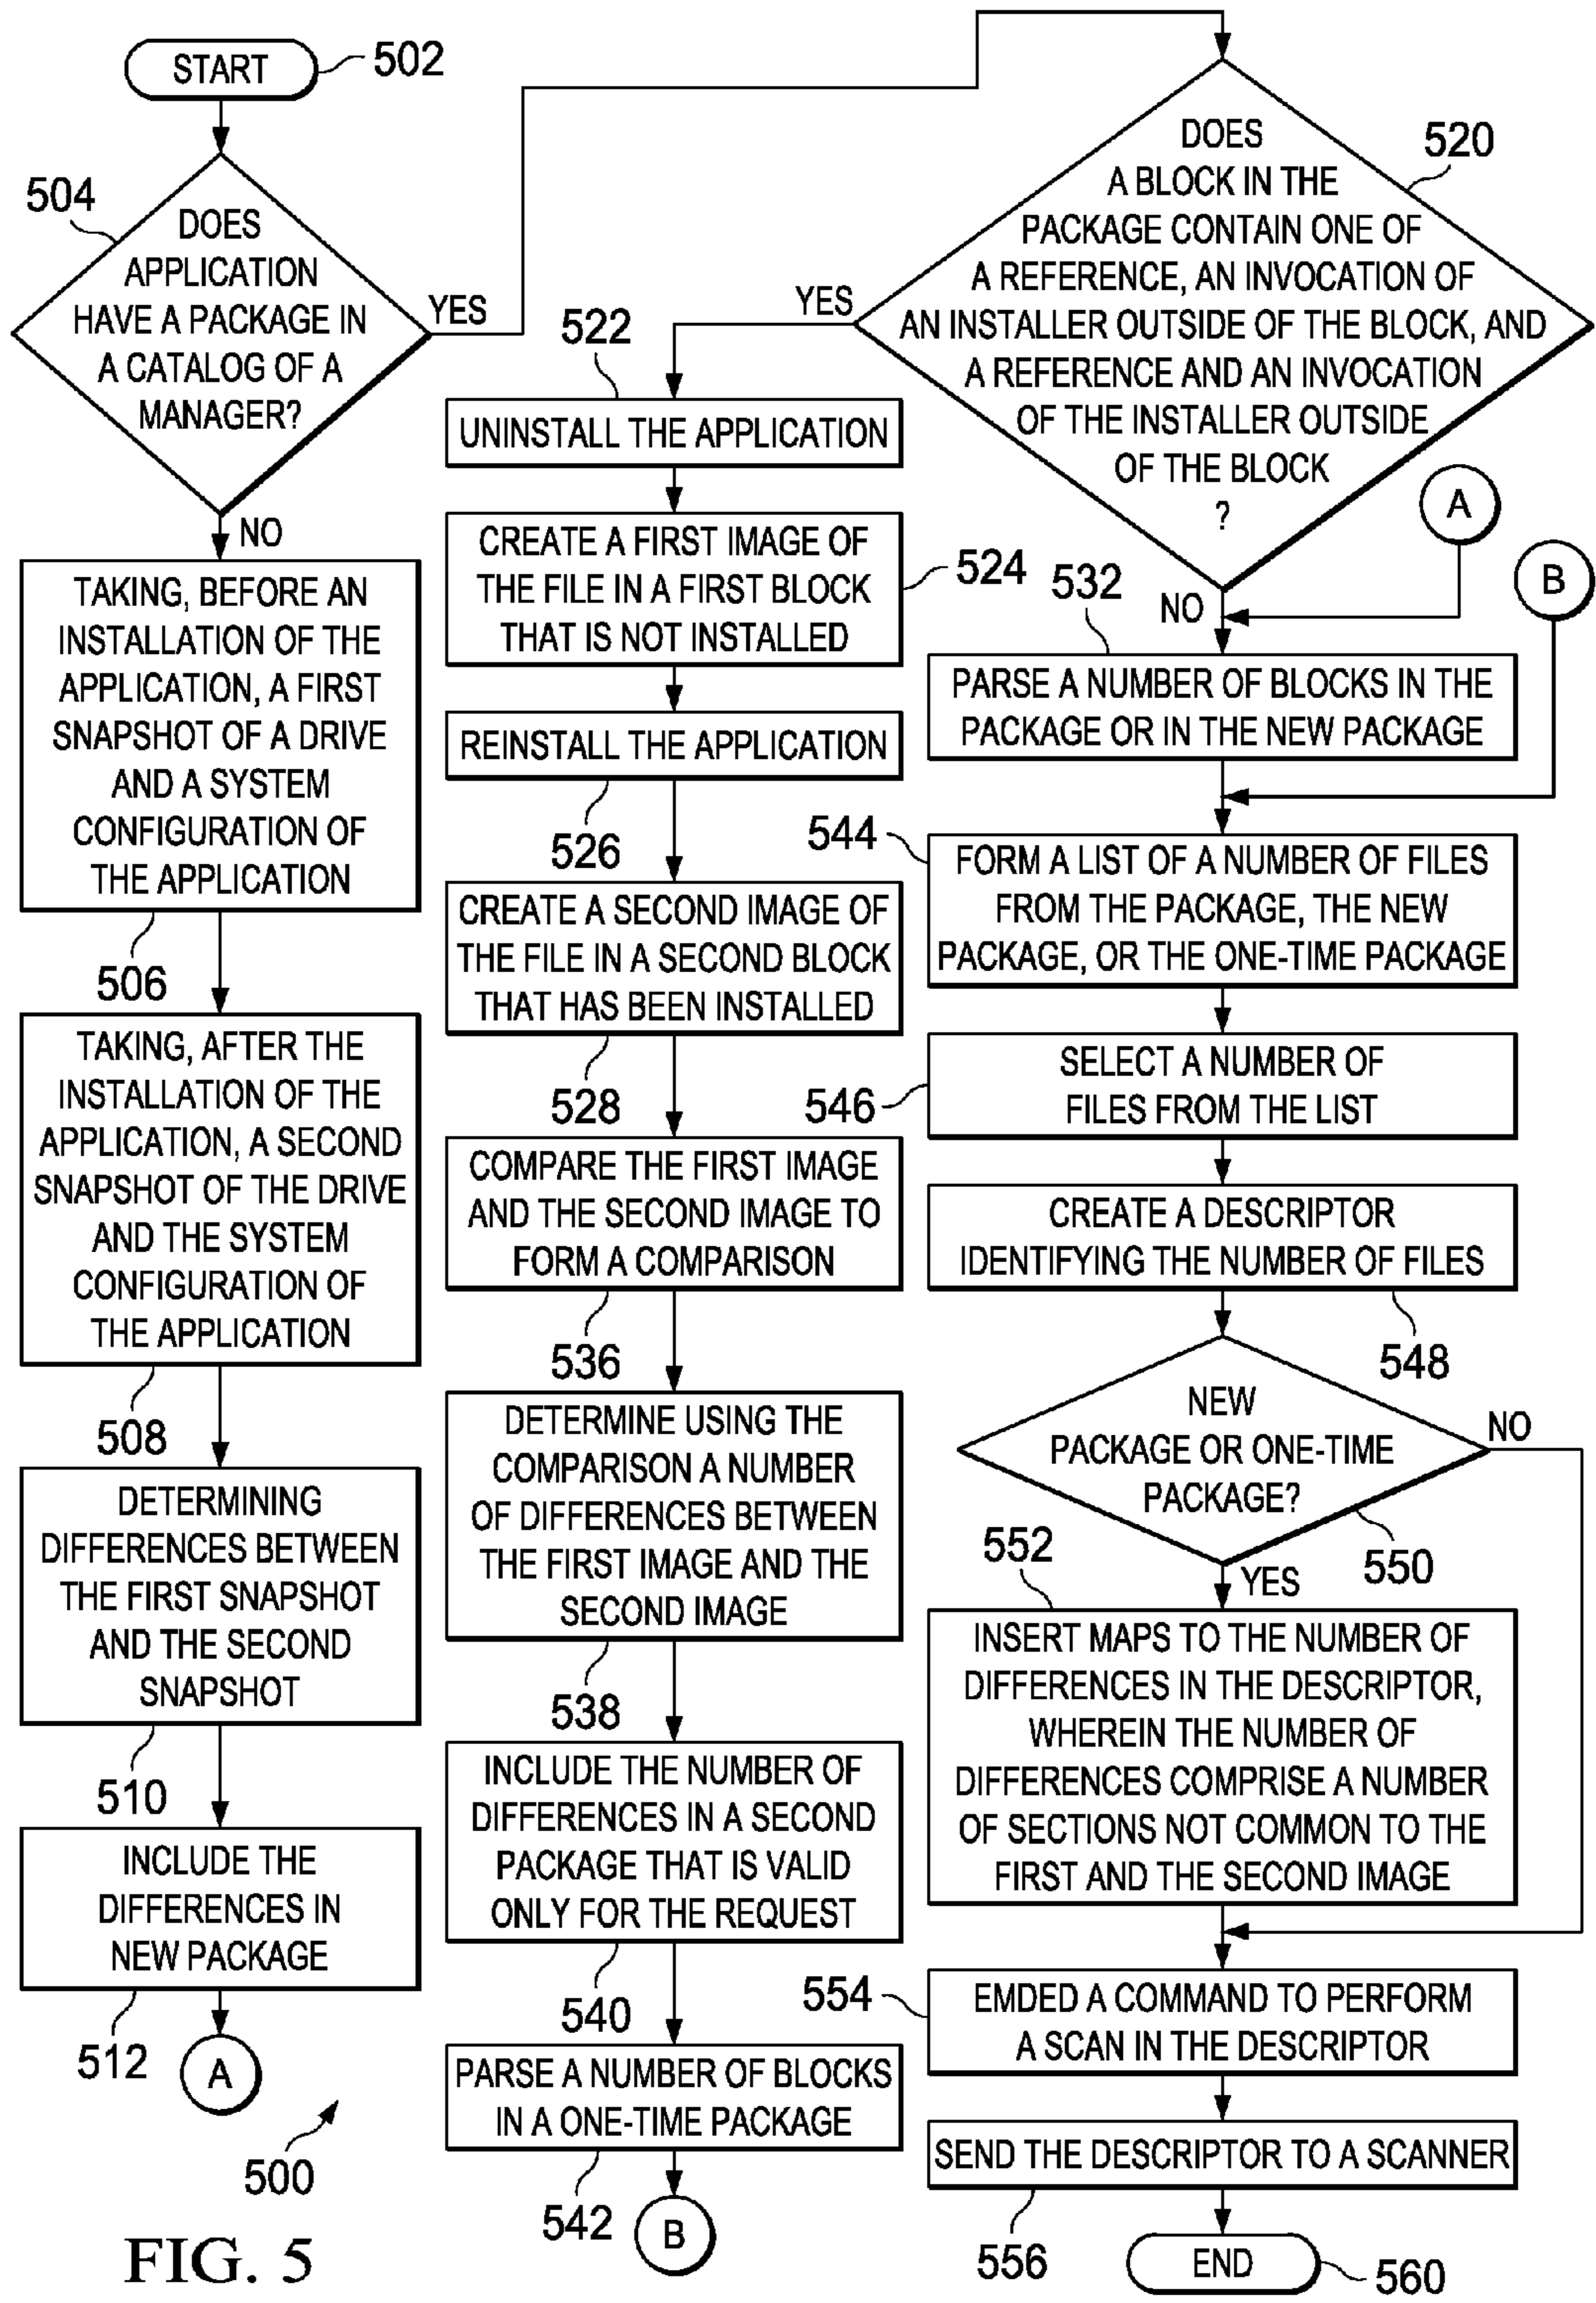 START
502
504
DOES
APPLICATION
HAVE A PACKAGE IN
A CATALOG OF A
MANAGER?
YES
NO
TAKING, BEFORE AN
INSTALLATION OF THE
APPLICATION, A FIRST
SNAPSHOT OF A DRIVE
AND A SYSTEM
CONFIGURATION OF
THE APPLICATION
506
TAKING, AFTER THE
INSTALLATION OF THE
APPLICATION, A SECOND
SNAPSHOT OF THE DRIVE
AND THE SYSTEM
CONFIGURATION OF
THE APPLICATION
508
DETERMINING
DIFFERENCES BETWEEN
THE FIRST SNAPSHOT
AND THE SECOND
SNAPSHOT
510
INCLUDE THE
DIFFERENCES IN
NEW PACKAGE
512
A
500
FIG. 5
522
UNINSTALL THE APPLICATION
CREATE A FIRST IMAGE OF
THE FILE IN A FIRST BLOCK
THAT IS NOT INSTALLED
524
REINSTALL THE APPLICATION
526
CREATE A SECOND IMAGE OF
THE FILE IN A SECOND BLOCK
THAT HAS BEEN INSTALLED
528
COMPARE THE FIRST IMAGE
AND THE SECOND IMAGE TO
FORM A COMPARISON
536
DETERMINE USING THE
COMPARISON A NUMBER
OF DIFFERENCES BETWEEN
THE FIRST IMAGE AND THE
SECOND IMAGE
538
INCLUDE THE NUMBER OF
DIFFERENCES IN A SECOND
PACKAGE THAT IS VALID
ONLY FOR THE REQUEST
540
PARSE A NUMBER OF BLOCKS
IN A ONE-TIME PACKAGE
542
B
520
DOES
A BLOCK IN THE
PACKAGE CONTAIN ONE OF
A REFERENCE, AN INVOCATION OF
AN INSTALLER OUTSIDE OF THE BLOCK, AND
A REFERENCE AND AN INVOCATION
OF THE INSTALLER OUTSIDE
OF THE BLOCK
?
YES
NO
A
B
532
PARSE A NUMBER OF BLOCKS IN THE
PACKAGE OR IN THE NEW PACKAGE
544
FORM A LIST OF A NUMBER OF FILES
FROM THE PACKAGE, THE NEW
PACKAGE, OR THE ONE-TIME PACKAGE
546
SELECT A NUMBER OF
FILES FROM THE LIST
CREATE A DESCRIPTOR
IDENTIFYING THE NUMBER OF FILES
548
NEW
PACKAGE OR ONE-TIME
PACKAGE?
NO
550
YES
552
INSERT MAPS TO THE NUMBER OF
DIFFERENCES IN THE DESCRIPTOR,
WHEREIN THE NUMBER OF
DIFFERENCES COMPRISE A NUMBER
OF SECTIONS NOT COMMON TO THE
FIRST AND THE SECOND IMAGE
554
EMDED A COMMAND TO PERFORM
A SCAN IN THE DESCRIPTOR
SEND THE DESCRIPTOR TO A SCANNER
556
END
560